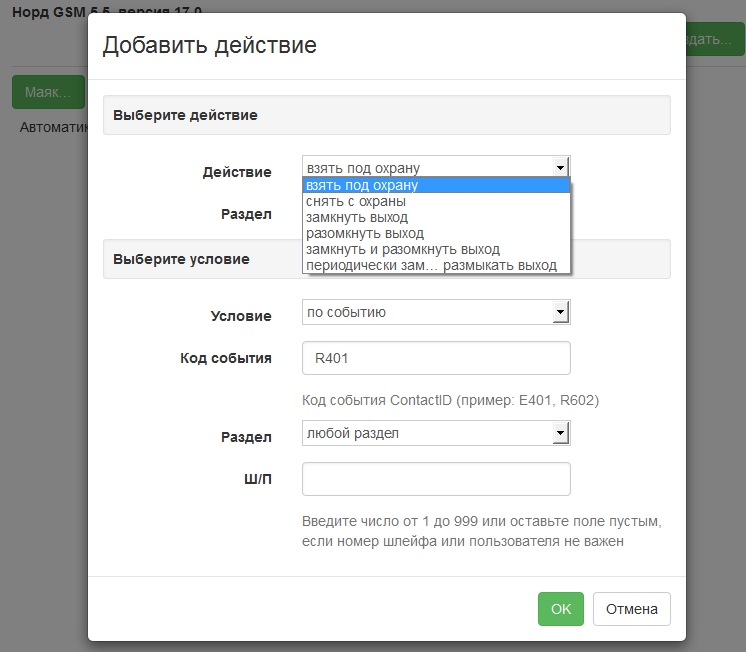 Норд GSM 5.5, версия 17.0
Добавить действие
здать...
Маяк...
Выберите действие
Автоматик
Действие
взять под охрану
взять под охрану
снять с охраны
замкнуть выход
разомкнуть выход
замкнуть и разомкнуть выход
периодически зам... размыкать выход
Раздел
Выберите условие
Условие
по событию
Код события
R401
Код события ContactID (пример: E401, R602)
Раздел
любой раздел
Ш/П
Введите число от 1 до 999 или оставьте поле пустым,
если номер шлейфа или пользователя не важен
OK
Отмена